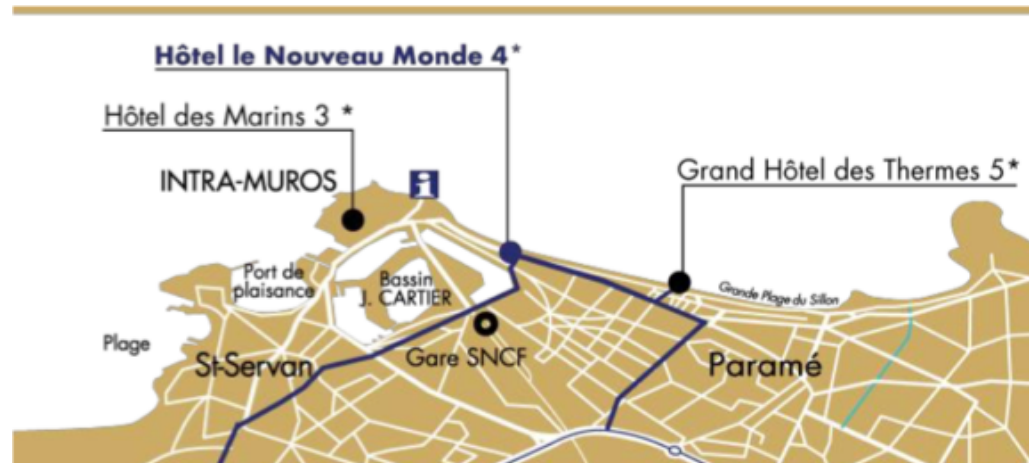 Hôtel le Nouveau Monde 4*
Hôtel des Marins 3 *
INTRA-MUROS
i
Grand Hôtel des Thermes 5*
Port de
plaisance
Bassin
J. CARTIER
Grande Plage du Sillon
Plage
St-Servan
Gare SNCF
Paramé